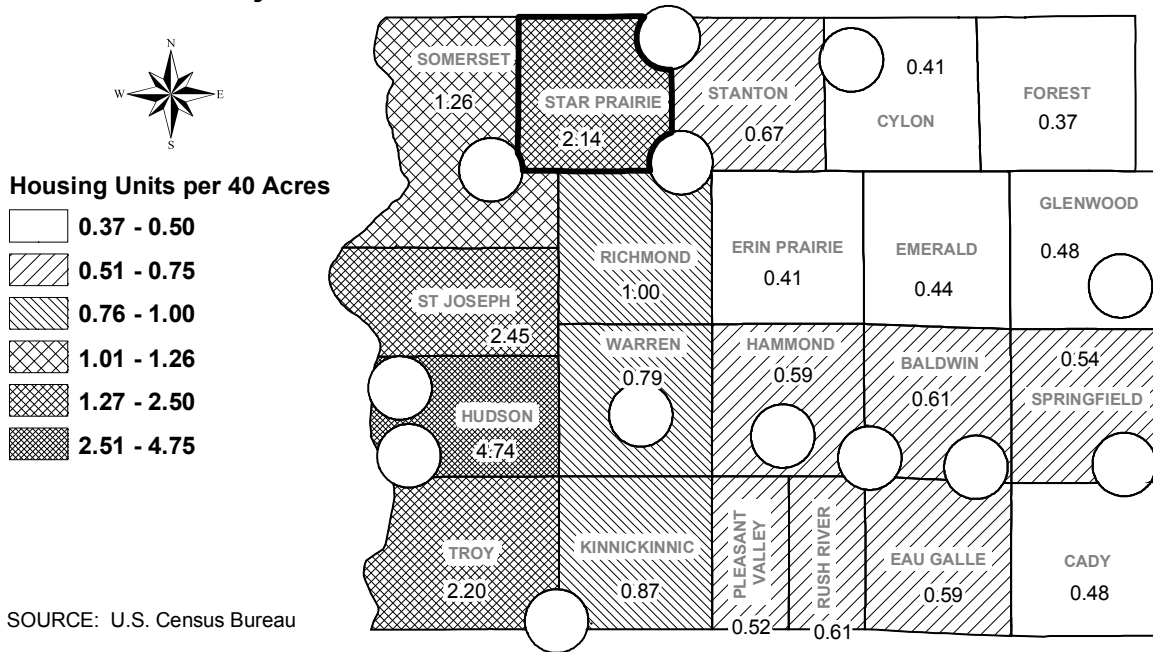 N
W
E
S
Housing Units per 40 Acres
0.37 - 0.50
0.51 - 0.75
0.76 - 1.00
1.01 - 1.26
1.27 - 2.50
2.51 - 4.75
SOURCE: U.S. Census Bureau
SOMERSET
1.26
STAR PRAIRIE
2.14
STANTON
0.67
0.41
CYLON
FOREST
0.37
ST JOSEPH
2.45
RICHMOND
1.00
ERIN PRAIRIE
0.41
EMERALD
0.44
GLENWOOD
0.48
HUDSON
4.74
WARREN
0.79
HAMMOND
0.59
BALDWIN
0.61
0.54
SPRINGFIELD
TROY
2.20
KINNICKINNIC
0.87
PLEASANT
VALLEY
0.52
RUSH RIVER
0.61
EAU GALLE
0.59
CADY
0.48